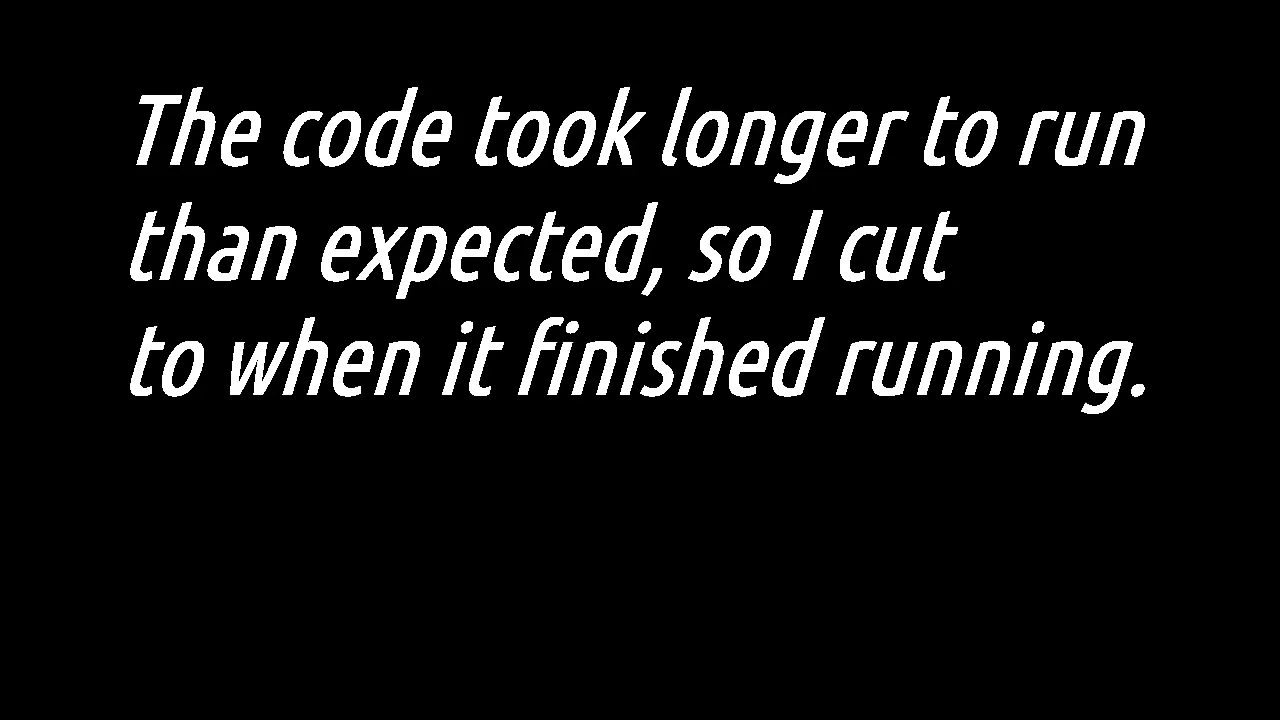 The code took longer to run
than expected, so I cut
to when it finished running.